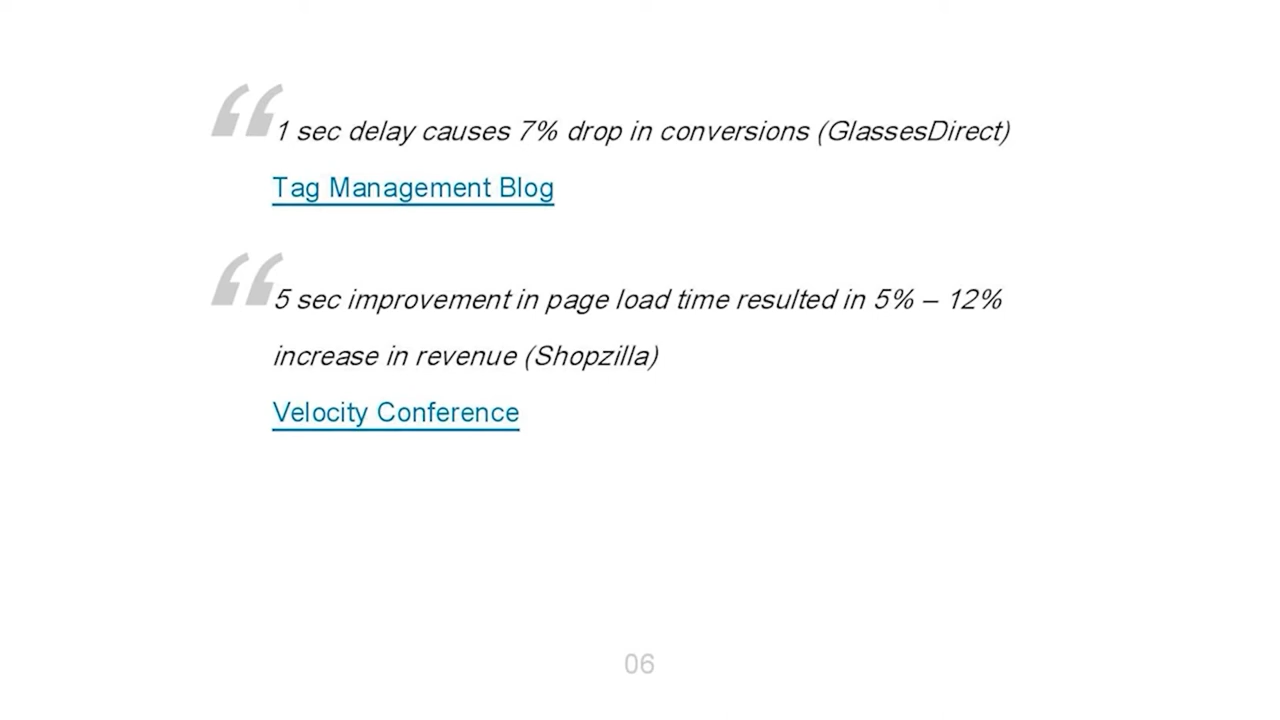 “ 1 sec delay causes 7% drop in conversions (GlassesDirect)
Tag Management Blog
“ 5 sec improvement in page load time resulted in 5% – 12%
increase in revenue (Shopzilla)
Velocity Conference
06